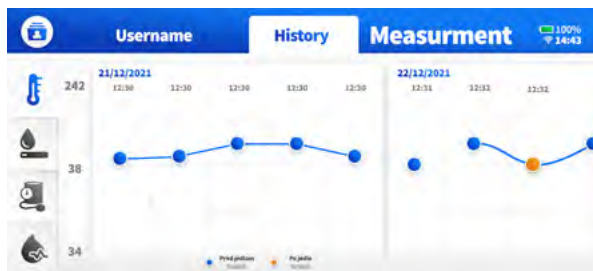 Username History Measurment 100%
14:43
21/12/2021 22/12/2021
242 12:30 12:30 12:30 12:30 12:30 12:31 12:32 12:32
38
34
Pred jedlom Po jedle